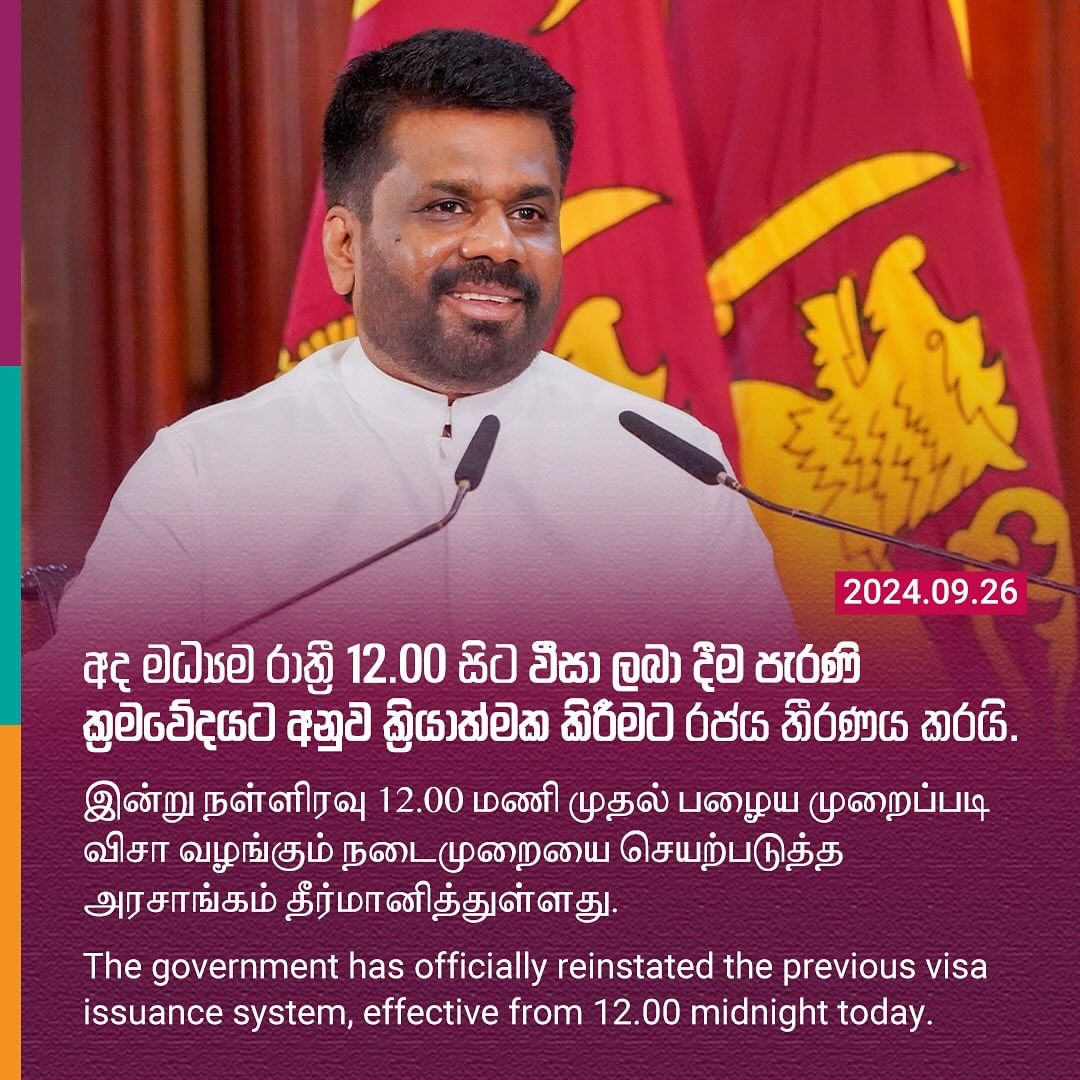 2024.09.26
අද මධ්‍යම රාත්‍රී 12.00 සිට වීසා ලබා දීම පැරණි
ක්‍රමවේදයට අනුව ක්‍රියාත්මක කිරීමට රජය තීරණය කරයි.
இன்று நள்ளிரவு 12.00 மணி முதல் பழைய முறைப்படி
விசா வழங்கும் நடைமுறையை செயற்படுத்த
அரசாங்கம் தீர்மானித்துள்ளது.
The government has officially reinstated the previous visa
issuance system, effective from 12.00 midnight today.